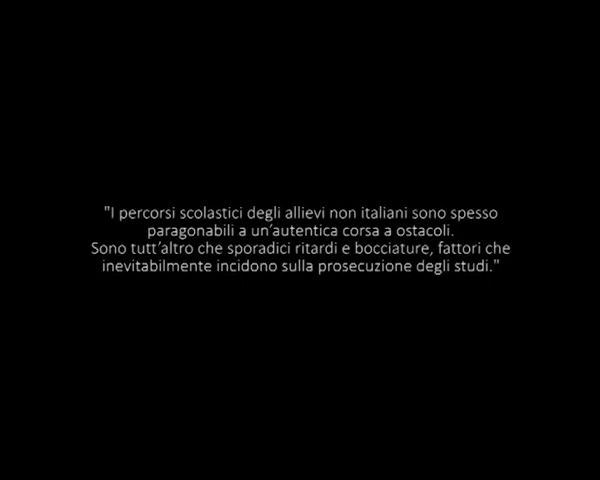 "I percorsi scolastici degli allievi non italiani sono spesso
paragonabili a un’autentica corsa a ostacoli.
Sono tutt’altro che sporadici ritardi e bocciature, fattori che
inevitabilmente incidono sulla prosecuzione degli studi."